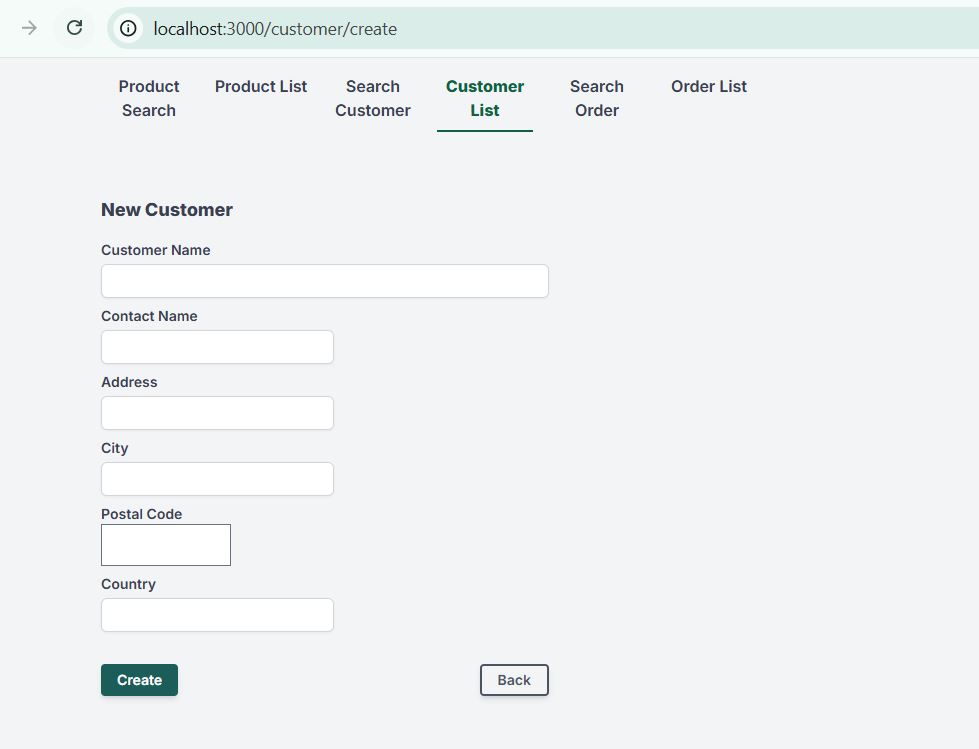 localhost:3000/customer/create
Product Search
Product List
Search Customer
Customer List
Search Order
Order List
New Customer
Customer Name
Contact Name
Address
City
Postal Code
Country
Create
Back